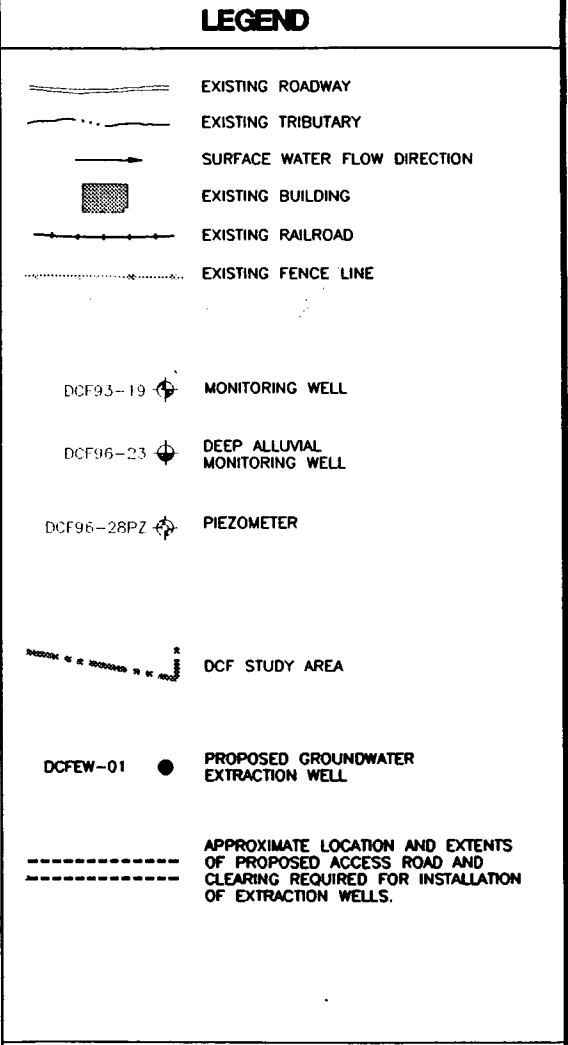 LEGEND
EXISTING ROADWAY
EXISTING TRIBUTARY
SURFACE WATER FLOW DIRECTION
EXISTING BUILDING
EXISTING RAILROAD
EXISTING FENCE LINE
DCF93-19 MONITORING WELL
DCF96-23 DEEP ALLUVIAL
MONITORING WELL
DCF96-28PZ PIEZOMETER
DCF STUDY AREA
DCFEW-01 PROPOSED GROUNDWATER
EXTRACTION WELL
APPROXIMATE LOCATION AND EXTENTS
OF PROPOSED ACCESS ROAD AND
CLEARING REQUIRED FOR INSTALLATION
OF EXTRACTION WELLS.